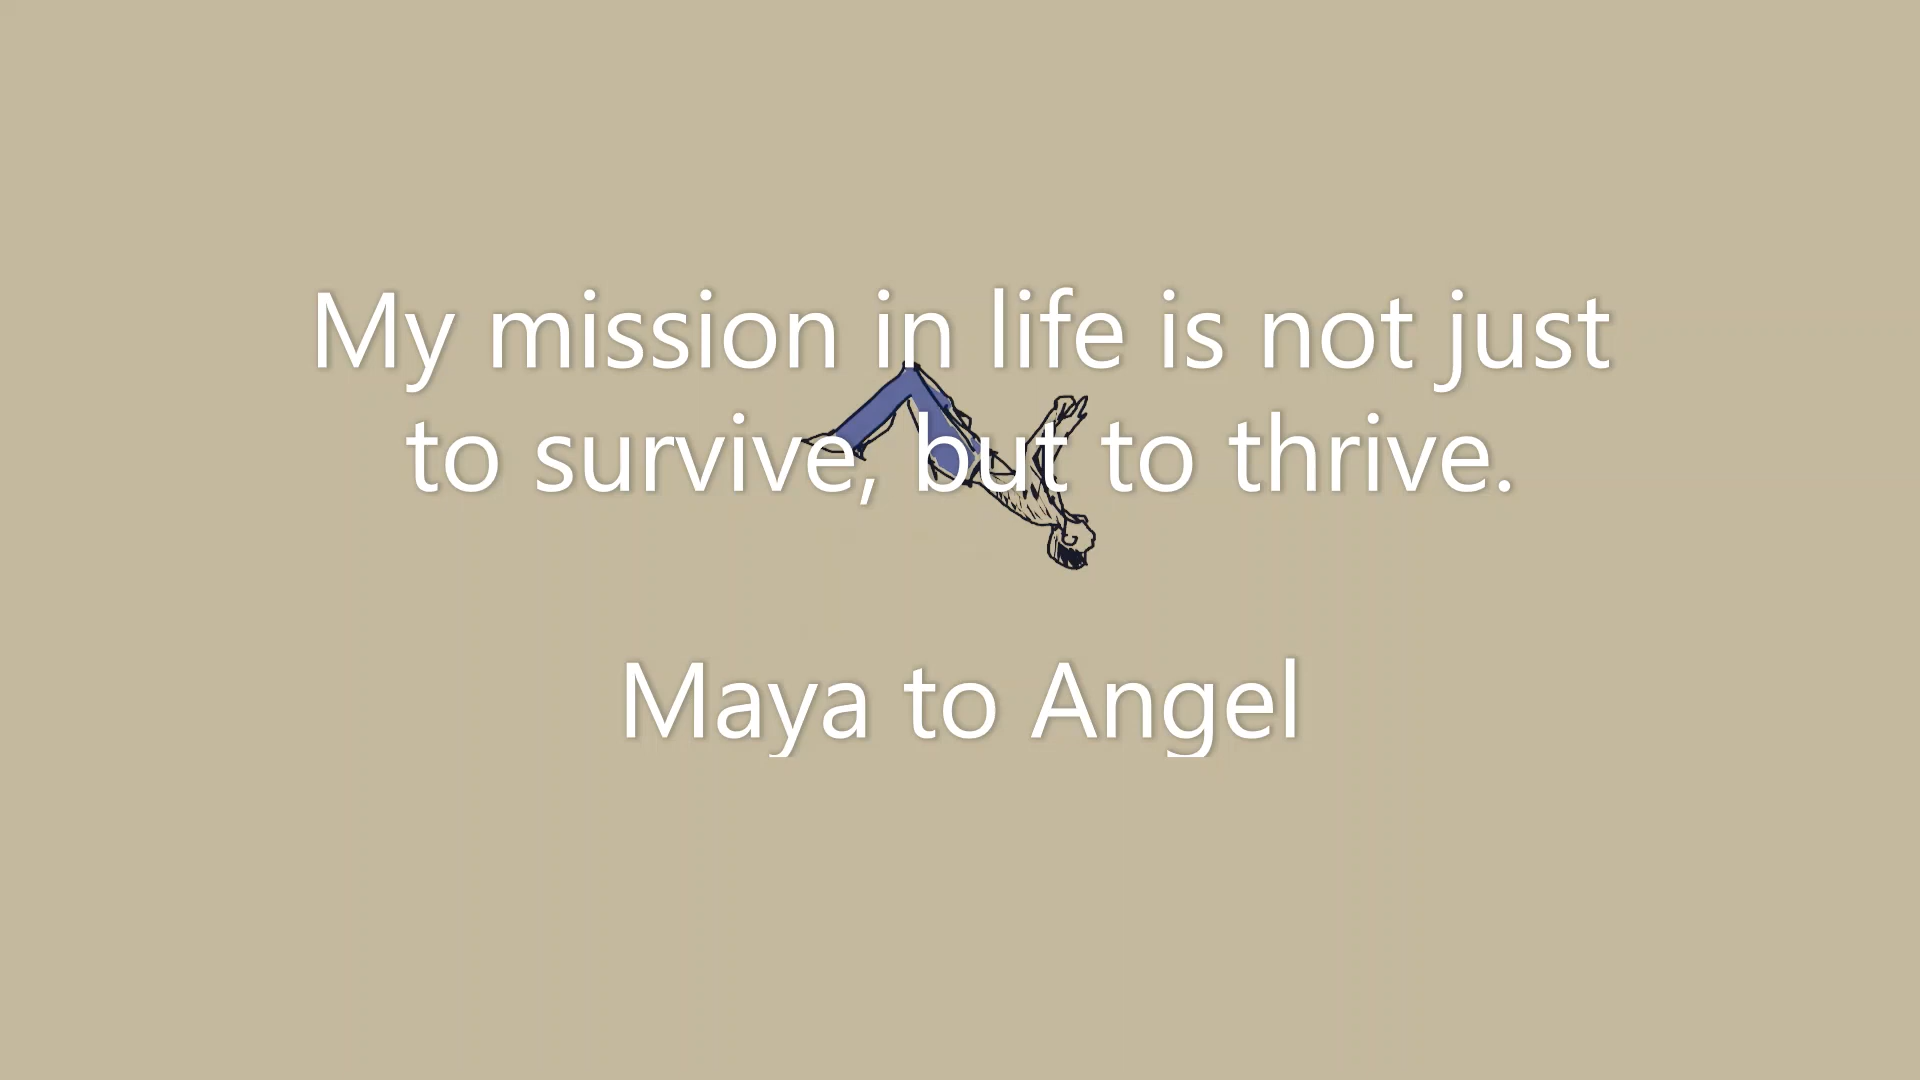 My mission in life is not just
to survive, but to thrive.
Maya to Angel